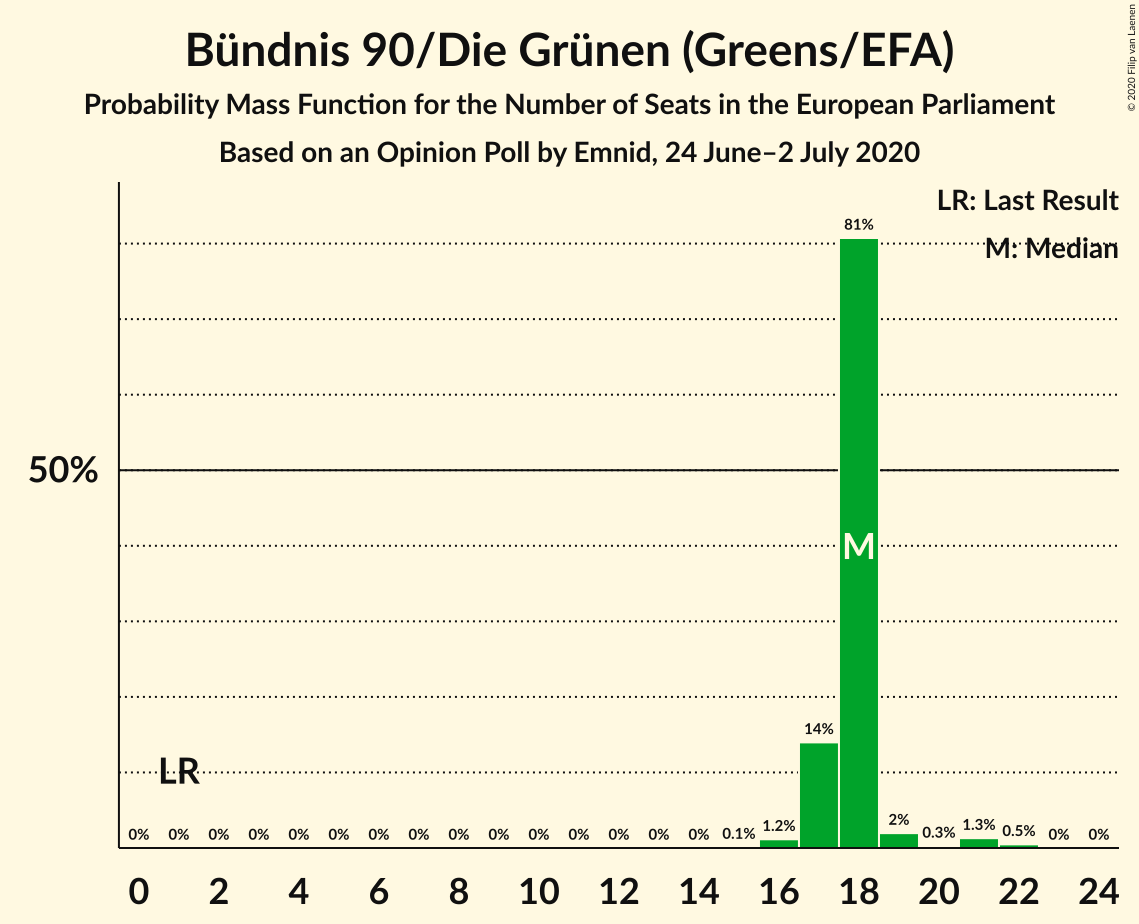 Bündnis 90/Die Grünen (Greens/EFA)
Probability Mass Function for the Number of Seats in the European Parliament
Based on an Opinion Poll by Emnid, 24 June–2 July 2020
© 2020 Filip van Laenen
LR: Last Result
M: Median
81%
50%
M
14%
LR
0% 0% 0% 0% 0% 0% 0% 0% 0% 0% 0% 0% 0% 0% 0% 0.1% 1.2% 2% 0.3% 1.3% 0.5% 0% 0%
0 2 4 6 8 10 12 14 16 18 20 22 24